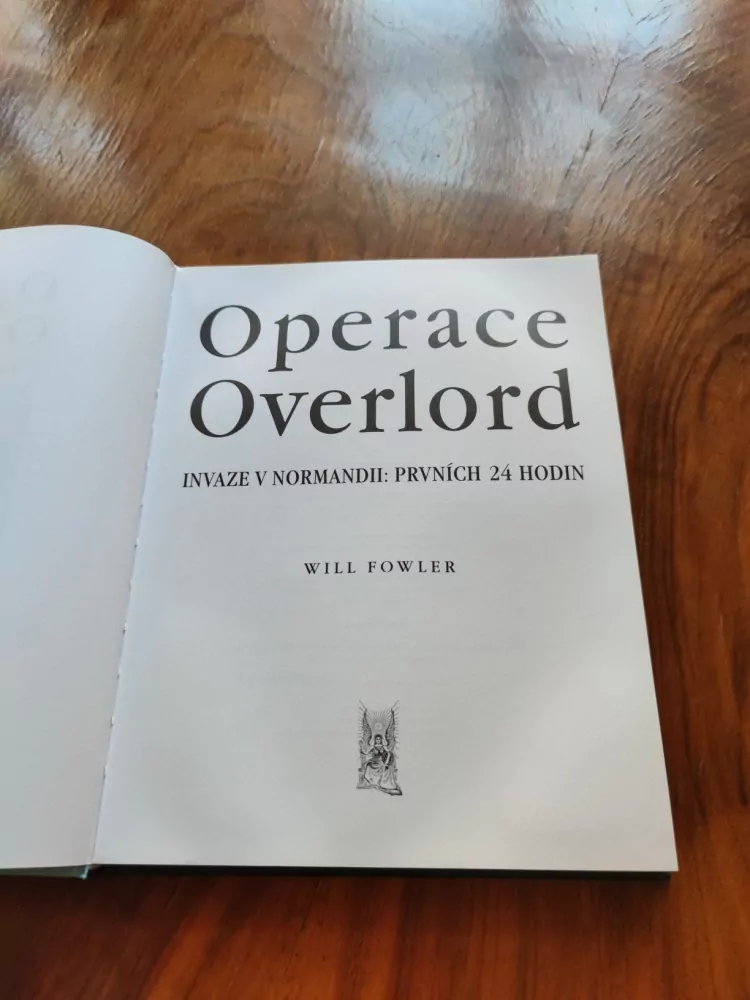 Operace
Overlord
INVAZE V NORMANDII: PRVNÍCH 24 HODIN
WILL FOWLER